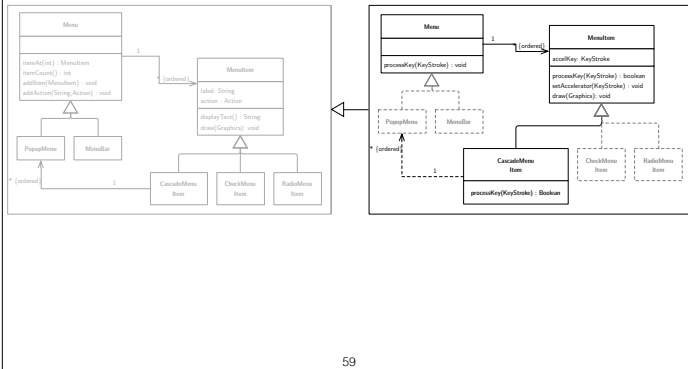 Menu
itemAt(int) : MenuItem
itemCount() : int
addItem(MenuItem) : void
addAction(String,Action) : void
1
* {ordered}
MenuItem
label: String
action : Action
displayText() : String
draw(Graphics): void
PopupMenu
MenuBar
* {ordered}
1
CascadeMenu
Item
CheckMenu
Item
RadioMenu
Item
Menu
processKey(KeyStroke) : void
1
* {ordered}
MenuItem
accelKey: KeyStroke
processKey(KeyStroke) : boolean
setAccelerator(KeyStroke) : void
draw(Graphics): void
PopupMenu
MenuBar
* {ordered}
1
CascadeMenu
Item
processKey(KeyStroke) : Boolean
CheckMenu
Item
RadioMenu
Item
59